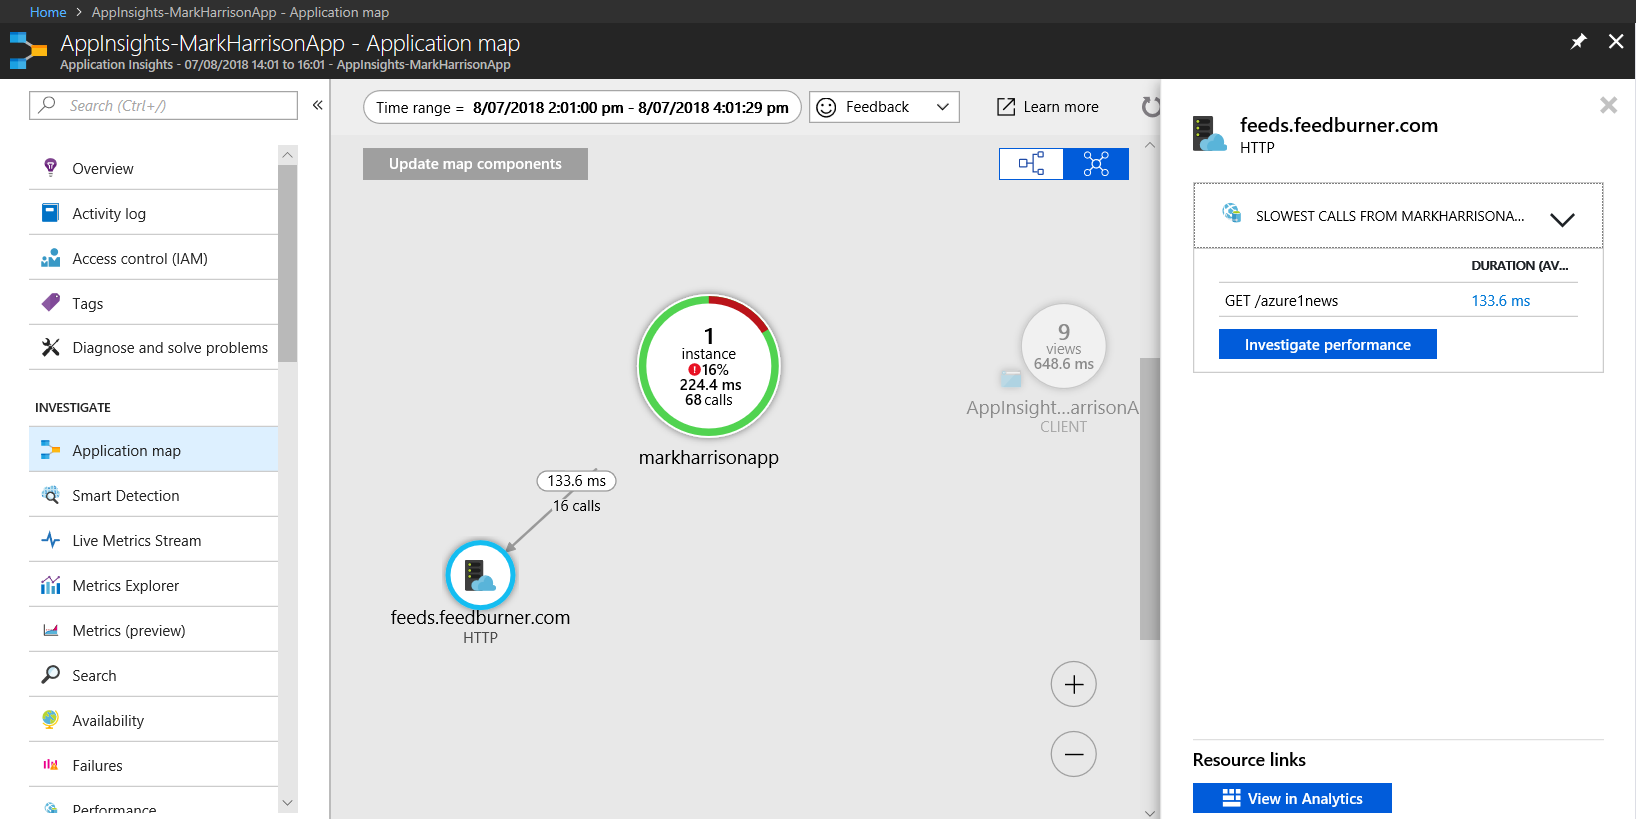 Home > AppInsights-MarkHarrisonApp - Application map
AppInsights-MarkHarrisonApp - Application map
Application Insights - 07/08/2018 14:01 to 16:01 - AppInsights-MarkHarrisonApp
Search (Ctrl+/)
«
Overview
Activity log
Access control (IAM)
Tags
Diagnose and solve problems
INVESTIGATE
Application map
Smart Detection
Live Metrics Stream
Metrics Explorer
Metrics (preview)
Search
Availability
Failures
Performance
Time range = 8/07/2018 2:01:00 pm - 8/07/2018 4:01:29 pm
Feedback
Learn more
Update map components
1
instance
16%
224.4 ms
68 calls
markharrisonapp
9
views
648.6 ms
AppInsight...arrisonA
CLIENT
133.6 ms
16 calls
feeds.feedburner.com
HTTP
feeds.feedburner.com
HTTP
SLOWEST CALLS FROM MARKHARRISONA...
DURATION (AV...
GET /azure1news 133.6 ms
Investigate performance
Resource links
View in Analytics